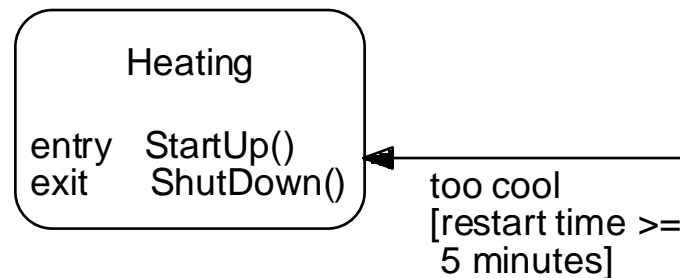 Heating
entry StartUp()
exit ShutDown()
too cool
[restart time >=
5 minutes]